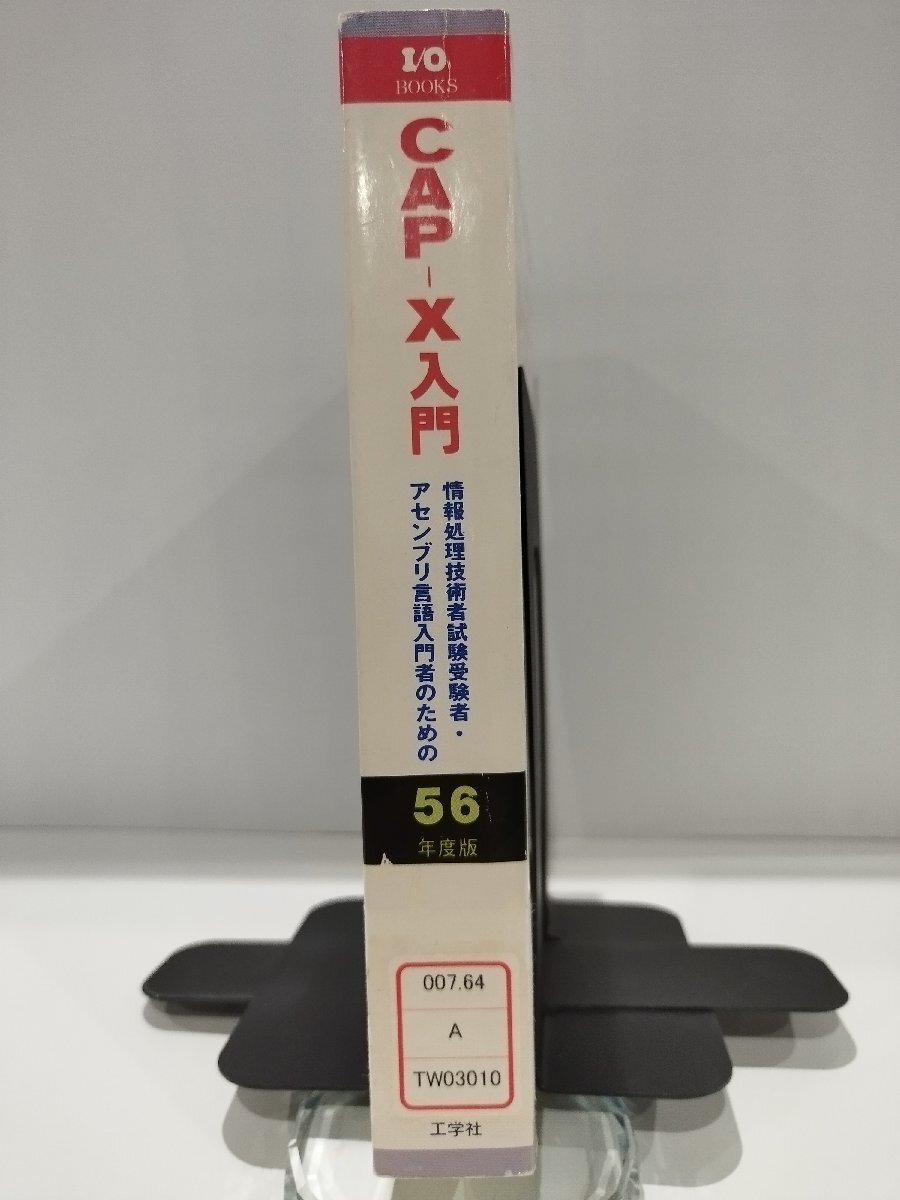 I/O
BOOKS
CAP-X入門
情報処理技術者試験受験者・
アセンブリ言語入門者のための
56
年度版
007.64
A
TW03010
工学社